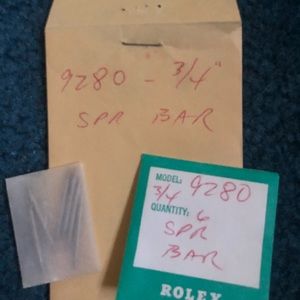 9280 - 3/4"
SPR BAR
MODEL: 9280
3/4
QUANTITY: 6
SPR
BAR
ROLEX